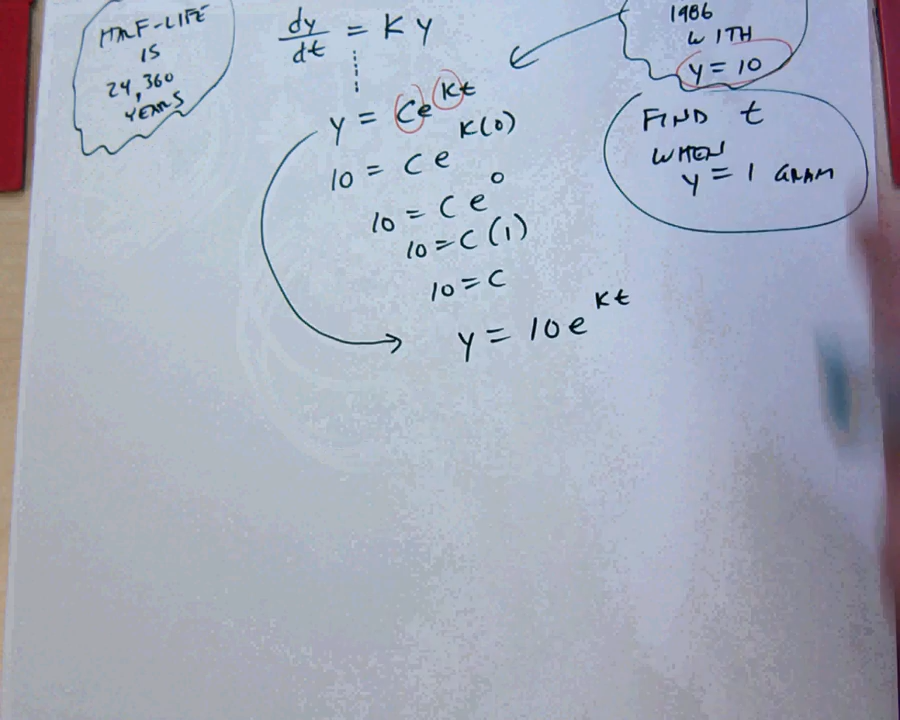 HALF-LIFE
IS
24,360
YEARS
dy/dt = K y
1986
WITH
y = 10
y = Ce^Kt
10 = Ce^K(0)
10 = Ce^0
10 = C(1)
10 = C
y = 10e^Kt
FIND t
WHEN
y = 1 GRAM